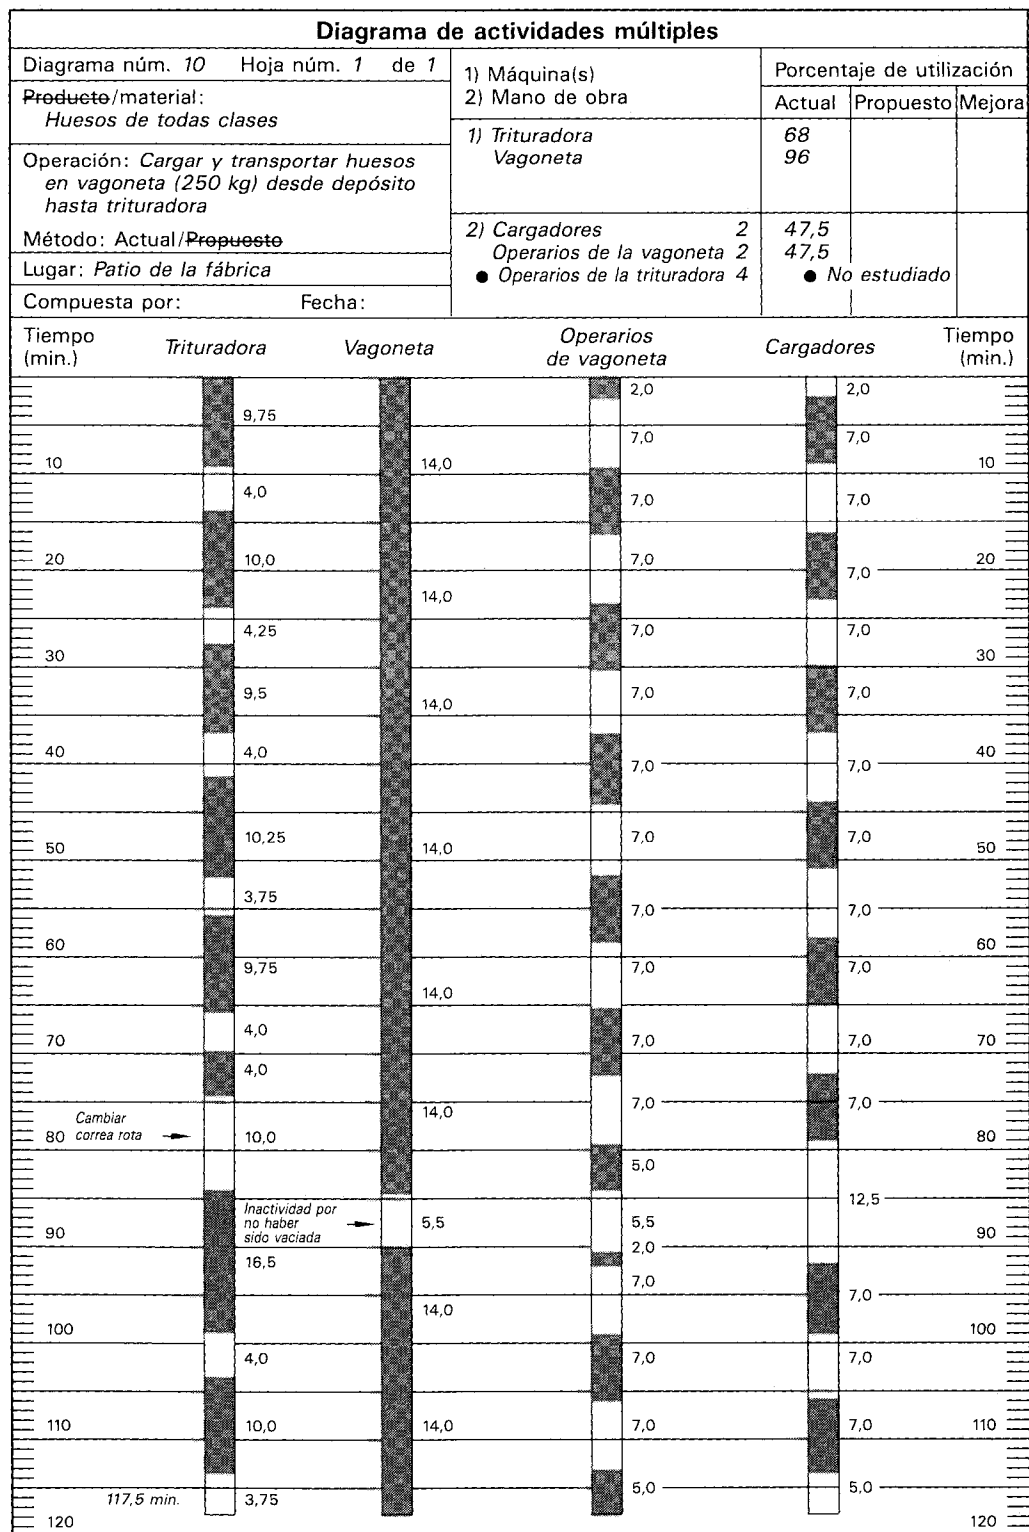 Diagrama de actividades múltiples
Diagrama núm. 10 Hoja núm. 1 de 1
Producto/material:
Huesos de todas clases
Operación: Cargar y transportar huesos
en vagoneta (250 kg) desde depósito
hasta trituradora
Método: Actual/Propuesto
Lugar: Patio de la fábrica
Compuesta por: Fecha:
1) Máquina(s)
2) Mano de obra
Porcentaje de utilización
Actual Propuesto Mejora
1) Trituradora 68
Vagoneta 96
2) Cargadores 2 47,5
Operarios de la vagoneta 2 47,5
● Operarios de la trituradora 4 ● No estudiado
Tiempo
(min.)
Trituradora
Vagoneta
Operarios
de vagoneta
Cargadores
Tiempo
(min.)
2,0 2,0
9,75
7,0 7,0
10 14,0 10
4,0 7,0 7,0
20 10,0 7,0 20
7,0
14,0
4,25 7,0 7,0
30 30
9,5 7,0 7,0
14,0
40 4,0 40
7,0 7,0
50 10,25 14,0 7,0 7,0 50
3,75
7,0 7,0
60 60
9,75 7,0 7,0
14,0
70 4,0 7,0 7,0 70
4,0
14,0 7,0 7,0
Cambiar
80 correa rota → 10,0 80
5,0
12,5
Inactividad por
no haber → 5,5 5,5
90 sido vaciada 90
2,0
16,5
7,0
7,0
14,0
100 100
4,0 7,0 7,0
110 10,0 14,0 7,0 7,0 110
5,0 5,0
117,5 min. 3,75
120 120